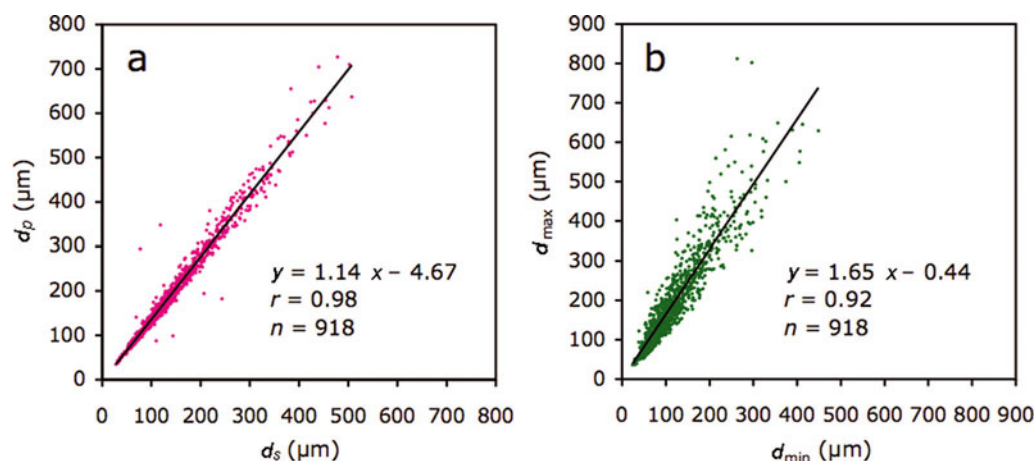 a
800
700
600
500
400
300
200
100
0
0 100 200 300 400 500 600 700 800
dₚ (µm)
dₛ (µm)
y = 1.14 x – 4.67
r = 0.98
n = 918
b
900
800
700
600
500
400
300
200
100
0
0 100 200 300 400 500 600 700 800
d max (µm)
d min (µm)
y = 1.65 x – 0.44
r = 0.92
n = 918